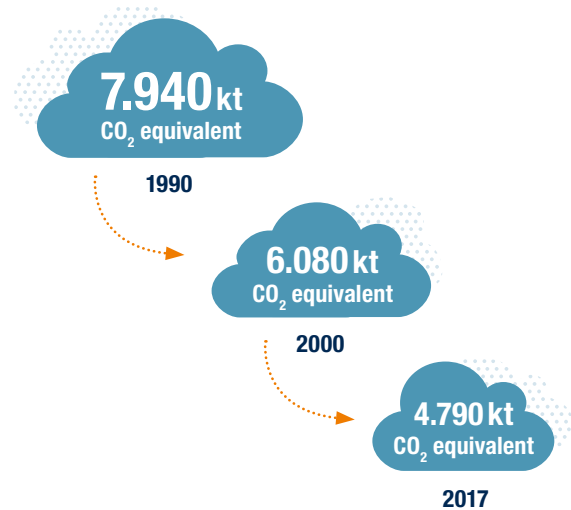 7.940 kt
CO₂ equivalent
1990
6.080 kt
CO₂ equivalent
2000
4.790 kt
CO₂ equivalent
2017